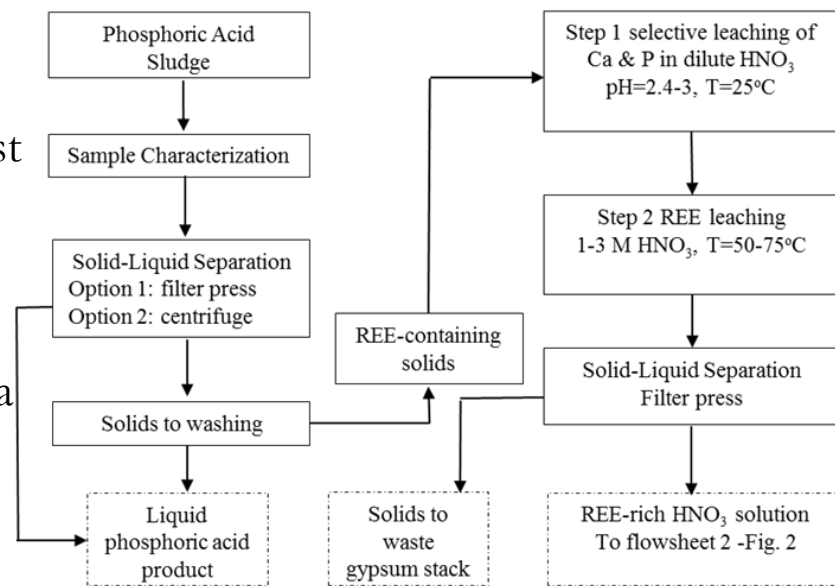 Phosphoric Acid
Sludge
Sample Characterization
Solid-Liquid Separation
Option 1: filter press
Option 2: centrifuge
Solids to washing
Liquid
phosphoric acid
product
REE-containing
solids
Solids to
waste
gypsum stack
Step 1 selective leaching of
Ca & P in dilute HNO₃
pH=2.4-3, T=25°C
Step 2 REE leaching
1-3 M HNO₃, T=50-75°C
Solid-Liquid Separation
Filter press
REE-rich HNO₃ solution
To flowsheet 2 -Fig. 2
st
a